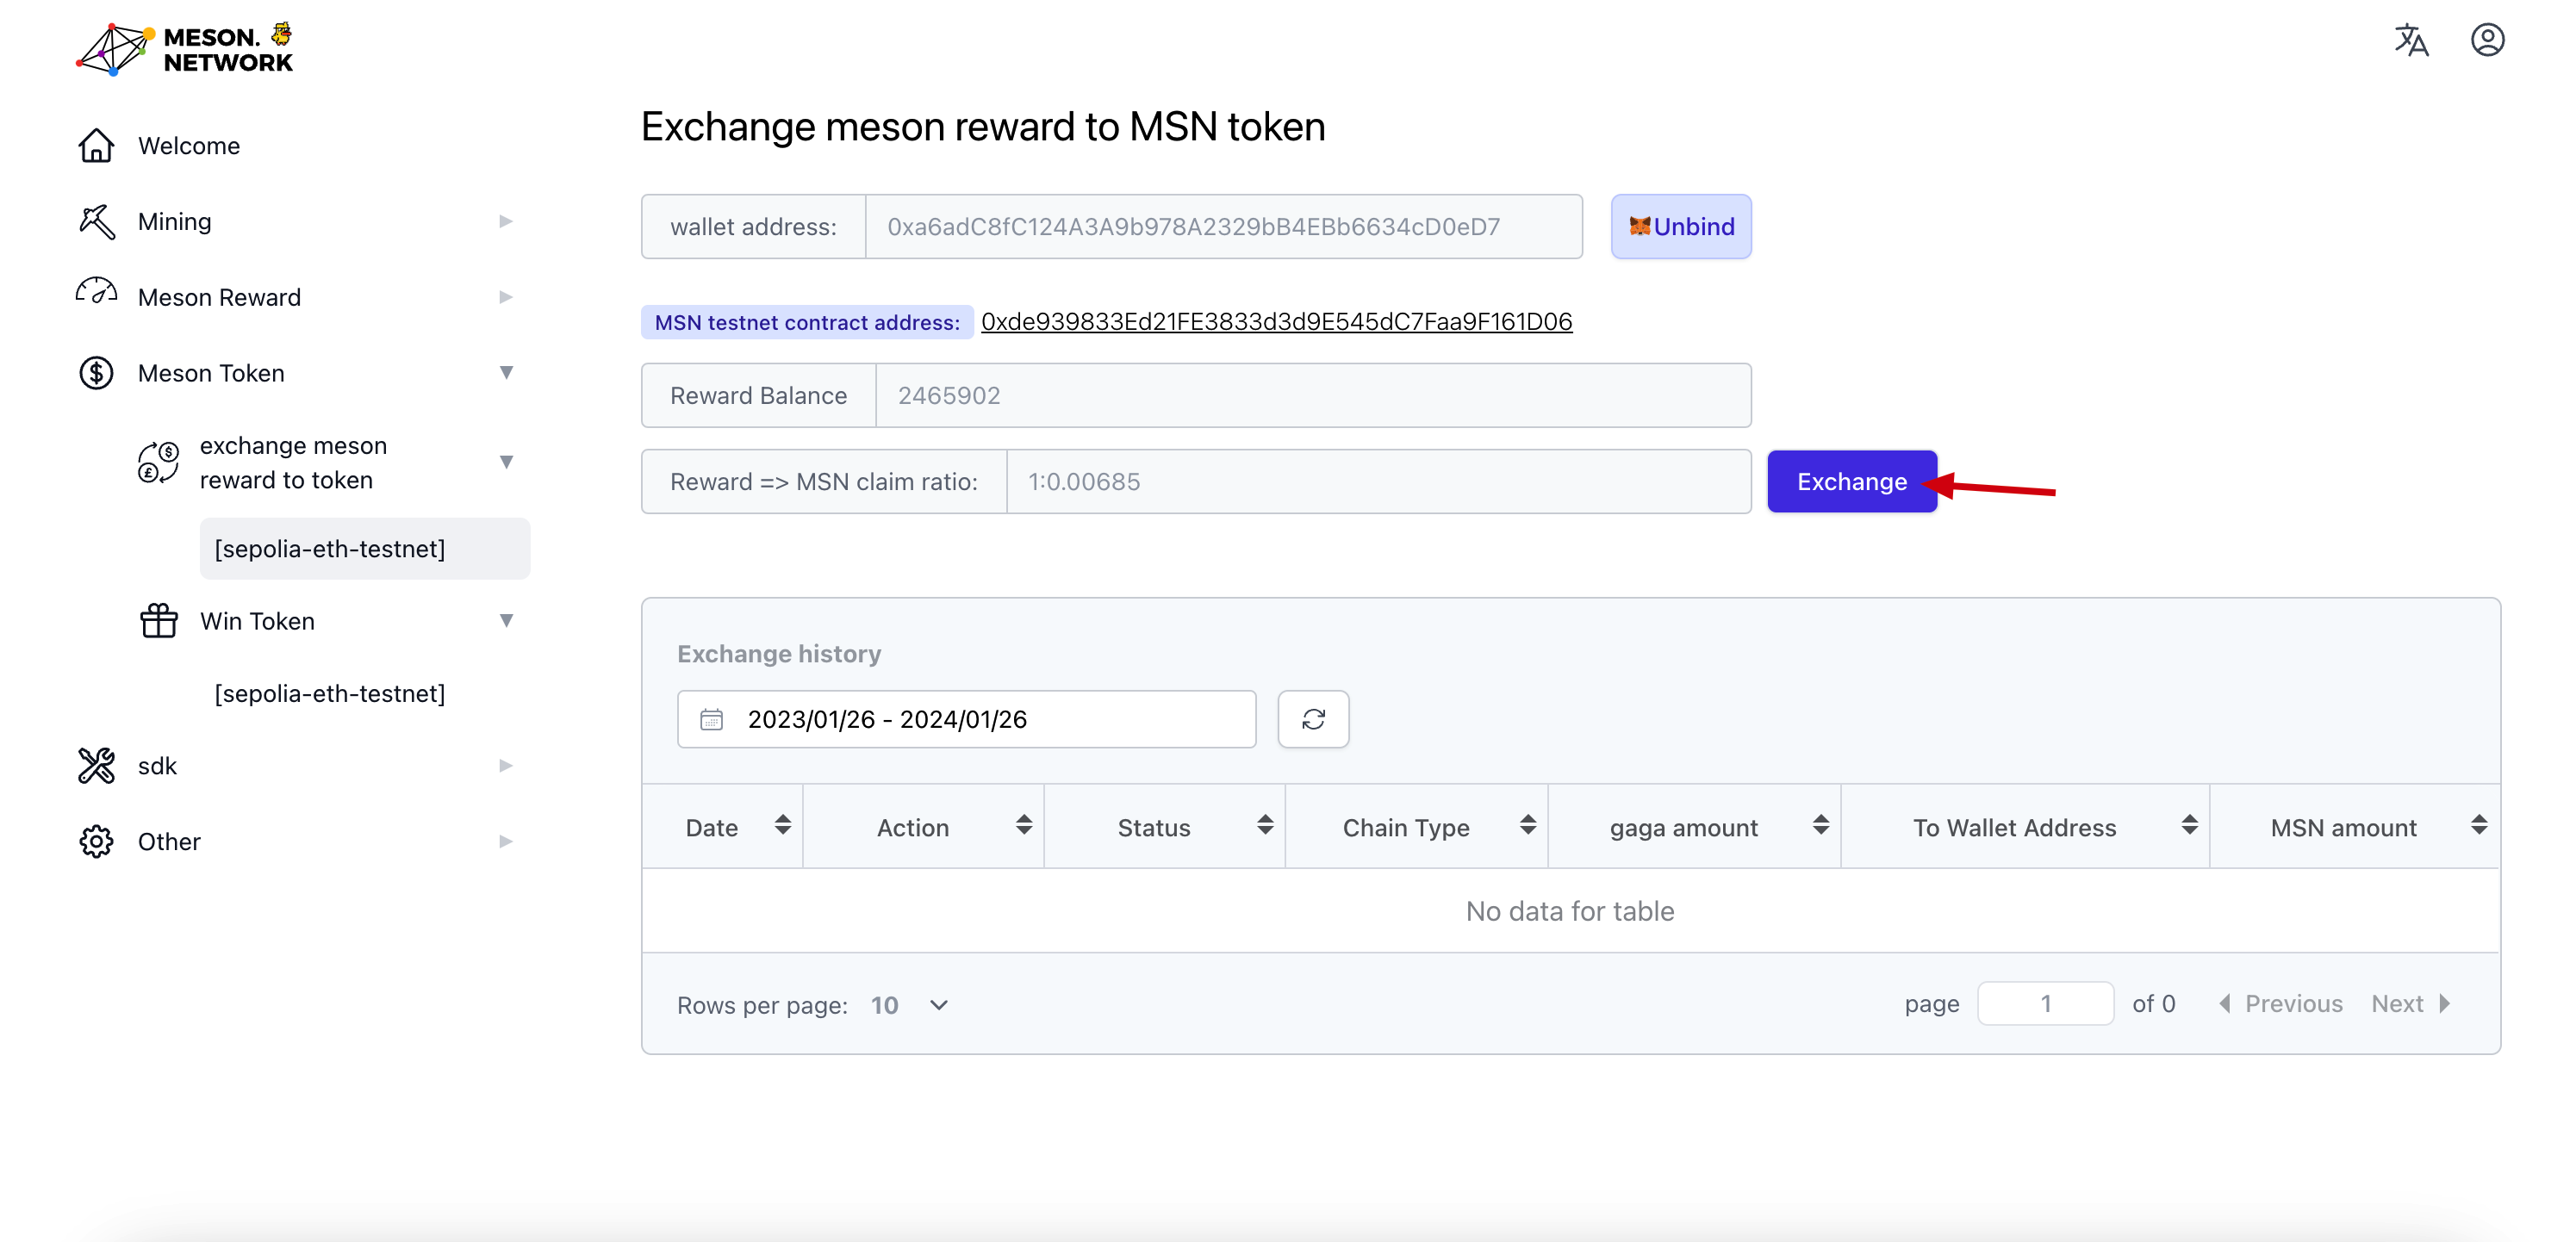 MESON.
NETWORK
Welcome
Mining
Meson Reward
Meson Token
exchange meson
reward to token
[sepolia-eth-testnet]
Win Token
[sepolia-eth-testnet]
sdk
Other
Exchange meson reward to MSN token
wallet address: 0xa6adC8fC124A3A9b978A2329bB4EBb6634cD0eD7 Unbind
MSN testnet contract address: 0xde939833Ed21FE3833d3d9E545dC7Faa9F161D06
Reward Balance 2465902
Reward => MSN claim ratio: 1:0.00685 Exchange
Exchange history
2023/01/26 - 2024/01/26
Date Action Status Chain Type gaga amount To Wallet Address MSN amount
No data for table
Rows per page: 10 page 1 of 0 Previous Next